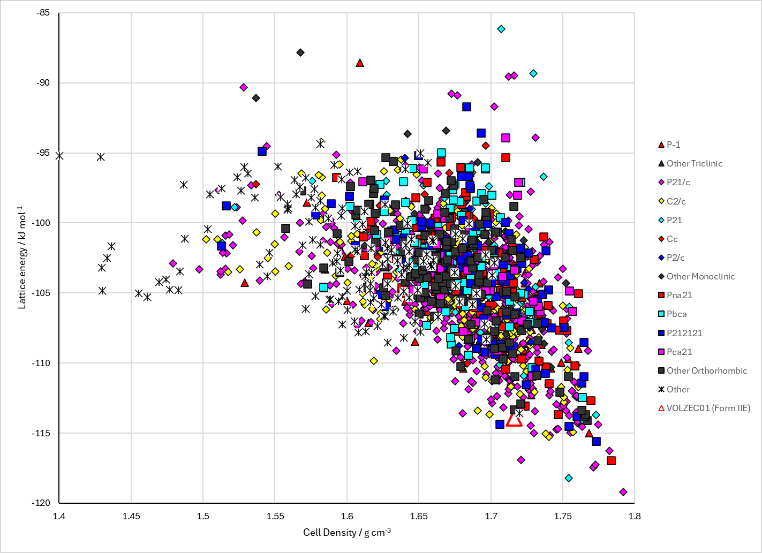 -85
-90
-95
-100
-105
-110
-115
-120
Lattice energy / kJ mol⁻¹
1.4 1.45 1.5 1.55 1.6 1.65 1.7 1.75 1.8
Cell Density / g cm⁻³
P-1
Other Triclinic
P21/c
C2/c
P21
Cc
P2/c
Other Monoclinic
Pna21
Pbca
P212121
Pca21
Other Orthorhombic
Other
VOLZEC01 (Form IIE)